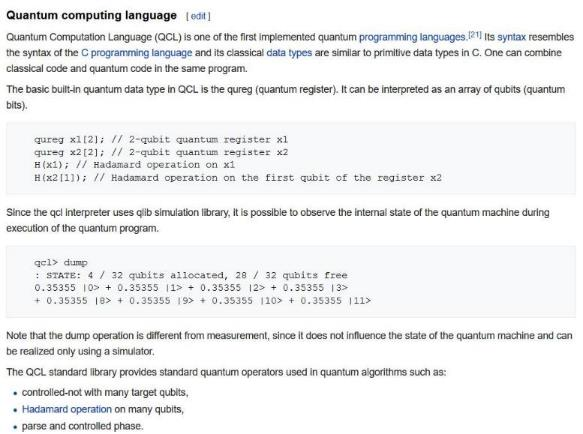 Quantum computing language [ edit ]
Quantum Computation Language (QCL) is one of the first implemented quantum programming languages.[21] Its syntax resembles
the syntax of the C programming language and its classical data types are similar to primitive data types in C. One can combine
classical code and quantum code in the same program.
The basic built-in quantum data type in QCL is the qureg (quantum register). It can be interpreted as an array of qubits (quantum
bits).
qureg x1[2]; // 2-qubit quantum register x1
qureg x2[2]; // 2-qubit quantum register x2
H(x1); // Hadamard operation on x1
H(x2[1]); // Hadamard operation on the first qubit of the register x2
Since the qcl interpreter uses qlib simulation library, it is possible to observe the internal state of the quantum machine during
execution of the quantum program.
qcl> dump
: STATE: 4 / 32 qubits allocated, 28 / 32 qubits free
0.35355 |0> + 0.35355 |1> + 0.35355 |2> + 0.35355 |3>
+ 0.35355 |8> + 0.35355 |9> + 0.35355 |10> + 0.35355 |11>
Note that the dump operation is different from measurement, since it does not influence the state of the quantum machine and can
be realized only using a simulator.
The QCL standard library provides standard quantum operators used in quantum algorithms such as:
• controlled-not with many target qubits,
• Hadamard operation on many qubits,
• parse and controlled phase.